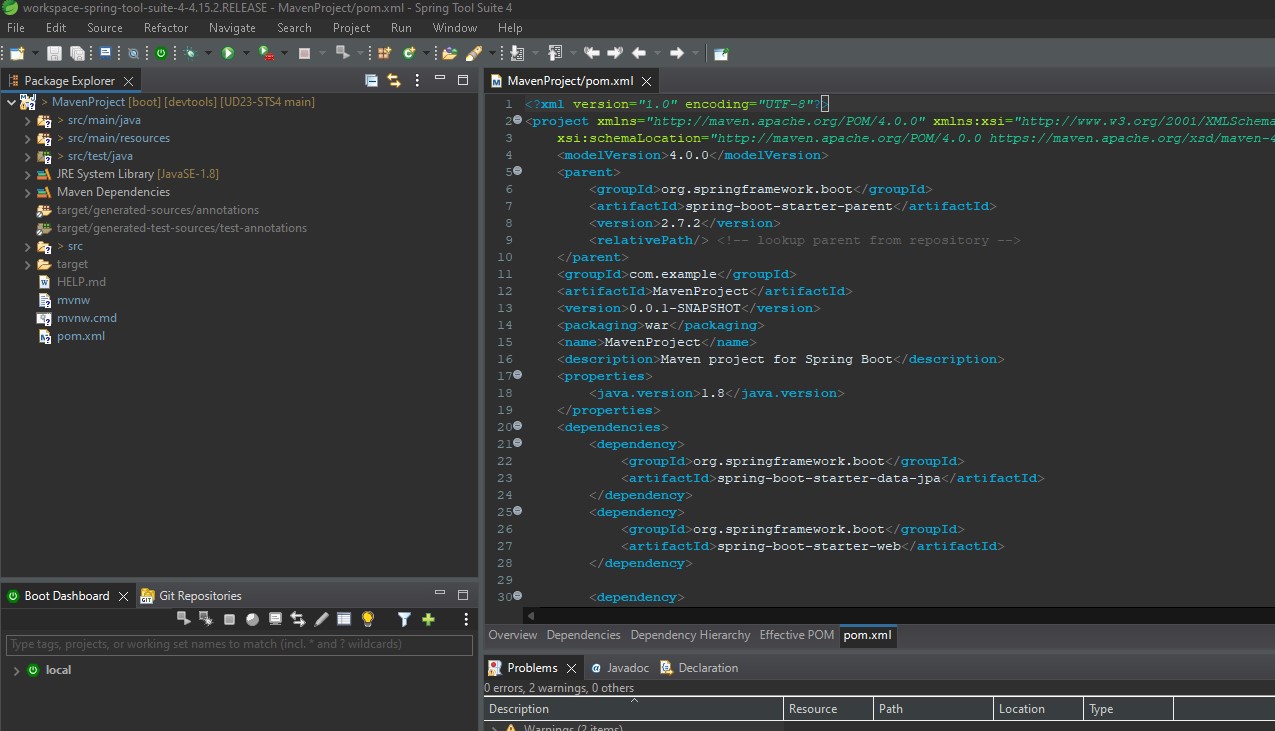 workspace-spring-tool-suite-4-4.15.2.RELEASE - MavenProject/pom.xml - Spring Tool Suite 4
File Edit Source Refactor Navigate Search Project Run Window Help
Package Explorer
> MavenProject [boot] [devtools] [UD23-STS4 main]
> src/main/java
> src/main/resources
> src/test/java
JRE System Library [JavaSE-1.8]
Maven Dependencies
target/generated-sources/annotations
target/generated-test-sources/test-annotations
> src
target
HELP.md
mvnw
mvnw.cmd
pom.xml
Boot Dashboard Git Repositories
Type tags, projects, or working set names to match (incl. * and ? wildcards)
local
MavenProject/pom.xml
1 <?xml version="1.0" encoding="UTF-8"?>
2 <project xmlns="http://maven.apache.org/POM/4.0.0" xmlns:xsi="http://www.w3.org/2001/XMLSchema
3 xsi:schemaLocation="http://maven.apache.org/POM/4.0.0 https://maven.apache.org/xsd/maven-4
4 <modelVersion>4.0.0</modelVersion>
5 <parent>
6 <groupId>org.springframework.boot</groupId>
7 <artifactId>spring-boot-starter-parent</artifactId>
8 <version>2.7.2</version>
9 <relativePath/> <!-- lookup parent from repository -->
10 </parent>
11 <groupId>com.example</groupId>
12 <artifactId>MavenProject</artifactId>
13 <version>0.0.1-SNAPSHOT</version>
14 <packaging>war</packaging>
15 <name>MavenProject</name>
16 <description>Maven project for Spring Boot</description>
17 <properties>
18 <java.version>1.8</java.version>
19 </properties>
20 <dependencies>
21 <dependency>
22 <groupId>org.springframework.boot</groupId>
23 <artifactId>spring-boot-starter-data-jpa</artifactId>
24 </dependency>
25 <dependency>
26 <groupId>org.springframework.boot</groupId>
27 <artifactId>spring-boot-starter-web</artifactId>
28 </dependency>
29
30 <dependency>
Overview Dependencies Dependency Hierarchy Effective POM pom.xml
Problems Javadoc Declaration
0 errors, 2 warnings, 0 others
Description Resource Path Location Type
Warnings (2 items)